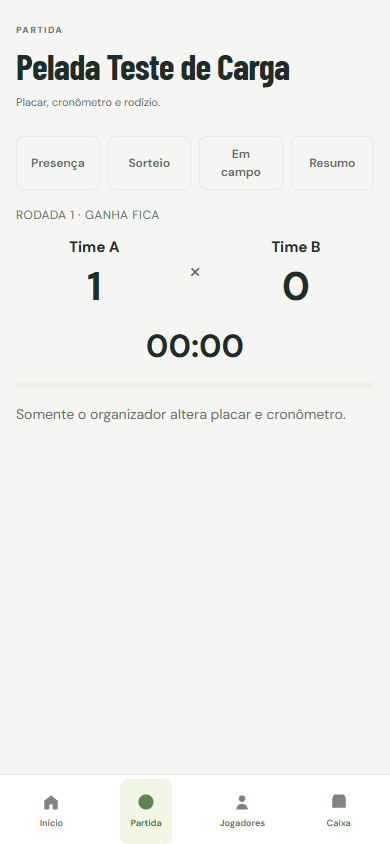 PARTIDA
Pelada Teste de Carga
Placar, cronômetro e rodízio.
Presença
Sorteio
Em
campo
Resumo
RODADA 1 · GANHA FICA
Time A
Time B
1
×
0
00:00
Somente o organizador altera placar e cronômetro.
Início
Partida
Jogadores
Caixa